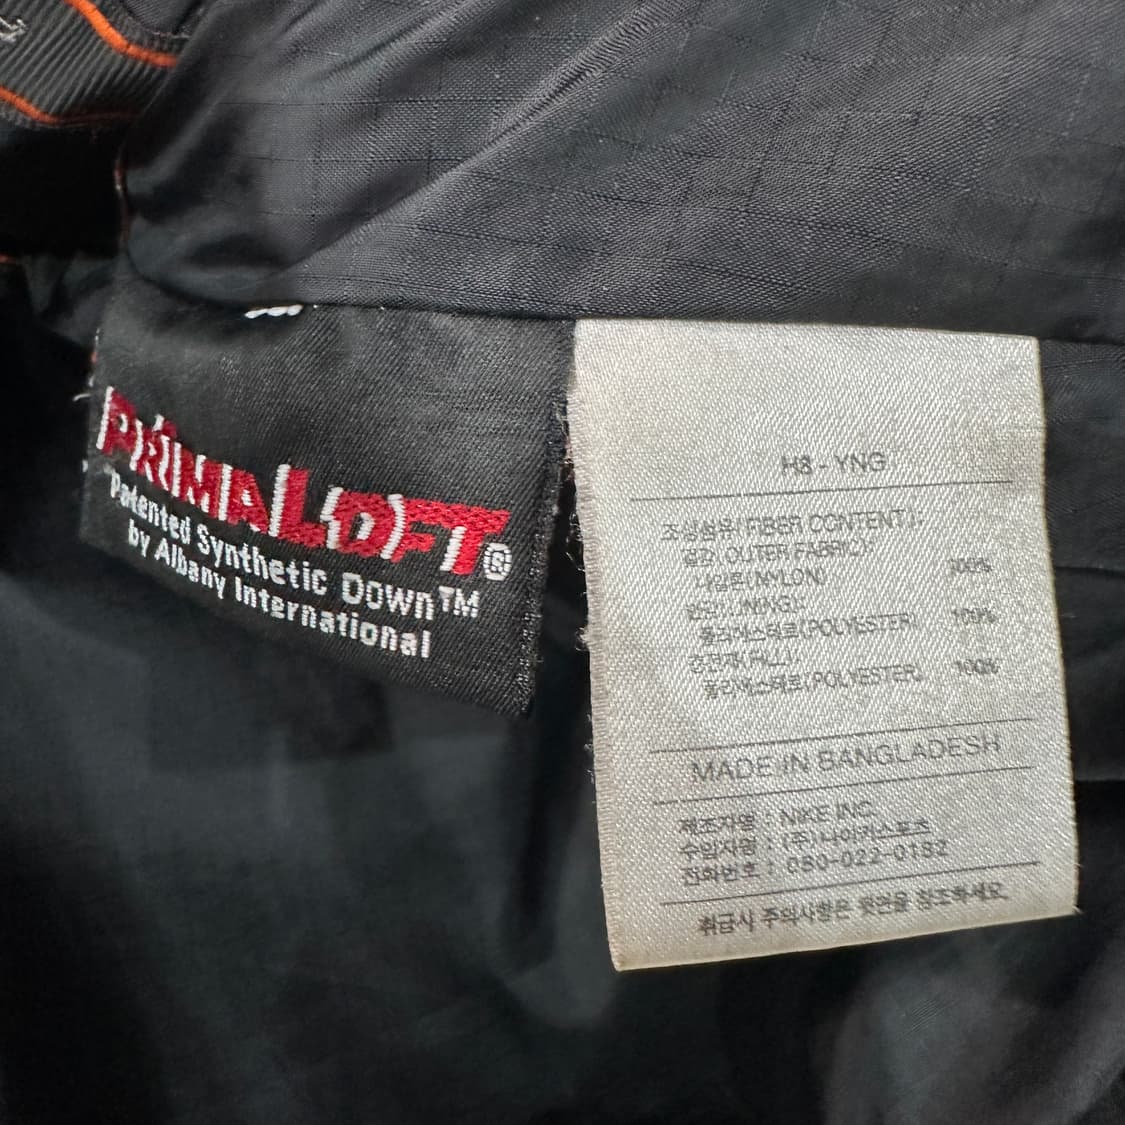 PRIMALOFT®
Patented Synthetic Down™
by Albany International
H8 - YNG
조성섬유(FIBER CONTENT):
겉감(OUTER FABRIC):
나일론(NYLON) 100%
폴리에스테르(POLYESTER) 100%
충전재(FILL):
폴리에스테르(POLYESTER) 100%
MADE IN BANGLADESH
제조자명 : NIKE INC.
수입자명 : (주)나이키스포츠
전화번호 : 080-022-0182
취급시 주의사항은 뒷면을 참조하세요.